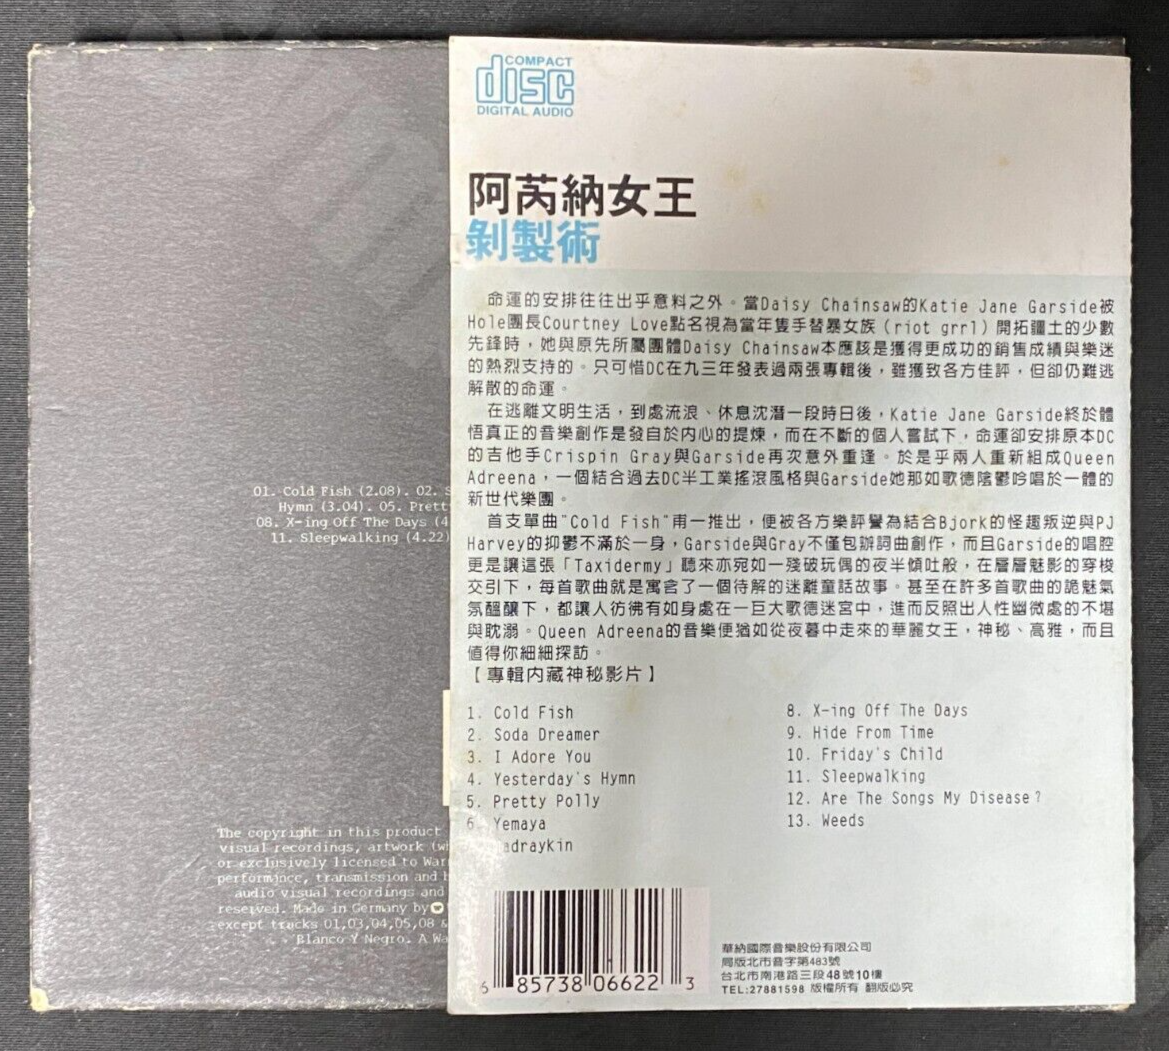 COMPACT
disc
DIGITAL AUDIO
阿芮納女王
剝製術
命運的安排往往出乎意料之外。當Daisy Chainsaw的Katie Jane Garside被
Hole團長Courtney Love點名視為當年隻手替暴女族(riot grrl)開拓疆土的少數
先鋒時,她與原先所屬團體Daisy Chainsaw本應該是獲得更成功的銷售成績與樂迷
的熱烈支持的。只可惜DC在九三年發表過兩張專輯後,雖獲致各方佳評,但卻仍難逃
解散的命運。
在逃離文明生活,到處流浪、休息沈潛一段時日後,Katie Jane Garside終於體
悟真正的音樂創作是發自於內心的提煉,而在不斷的個人嘗試下,命運卻安排原本DC
的吉他手Crispin Gray與Garside再次意外重逢。於是乎兩人重新組成Queen
Adreena,一個結合過去DC半工業搖滾風格與Garside她那如歌德陰鬱吟唱於一體的
新世代樂團。
首支單曲"Cold Fish"甫一推出,便被各方樂評譽為結合Bjork的怪趣叛逆與PJ
Harvey的抑鬱不滿於一身,Garside與Gray不僅包辦詞曲創作,而且Garside的唱腔
更是讓這張「Taxidermy」聽來亦宛如一殘破玩偶的夜半傾吐般,在層層魅影的穿梭
交引下,每首歌曲就是寓含了一個待解的迷離童話故事。甚至在許多首歌曲的詭魅氣
氛醞釀下,都讓人彷彿有如身處在一巨大歌德迷宮中,進而反照出人性幽微處的不堪
與耽溺。Queen Adreena的音樂便猶如從夜暮中走來的華麗女王,神秘、高雅,而且
值得你細細探訪。
【專輯內藏神秘影片】
1. Cold Fish
2. Soda Dreamer
3. I Adore You
4. Yesterday's Hymn
5. Pretty Polly
6. Yemaya
adraykin
8. X-ing Off The Days
9. Hide From Time
10. Friday's Child
11. Sleepwalking
12. Are The Songs My Disease?
13. Weeds
6 85738 06622 3
華納國際音樂股份有限公司
局版北市音字第483號
台北市南港路三段48號10樓
TEL:27881598 版權所有 翻版必究
01. Cold Fish (2.08). 02. S
Hymn (3.04). 05. Prett
08. X-ing Off The Days (4
11. Sleepwalking (4.22)
The copyright in this product
visual recordings, artwork (w
or exclusively licensed to War
performance, transmission and
audio visual recordings and
reserved. Made in Germany by
except tracks 01,03,04,05,08 &
Blanco Y Negro. A Wa